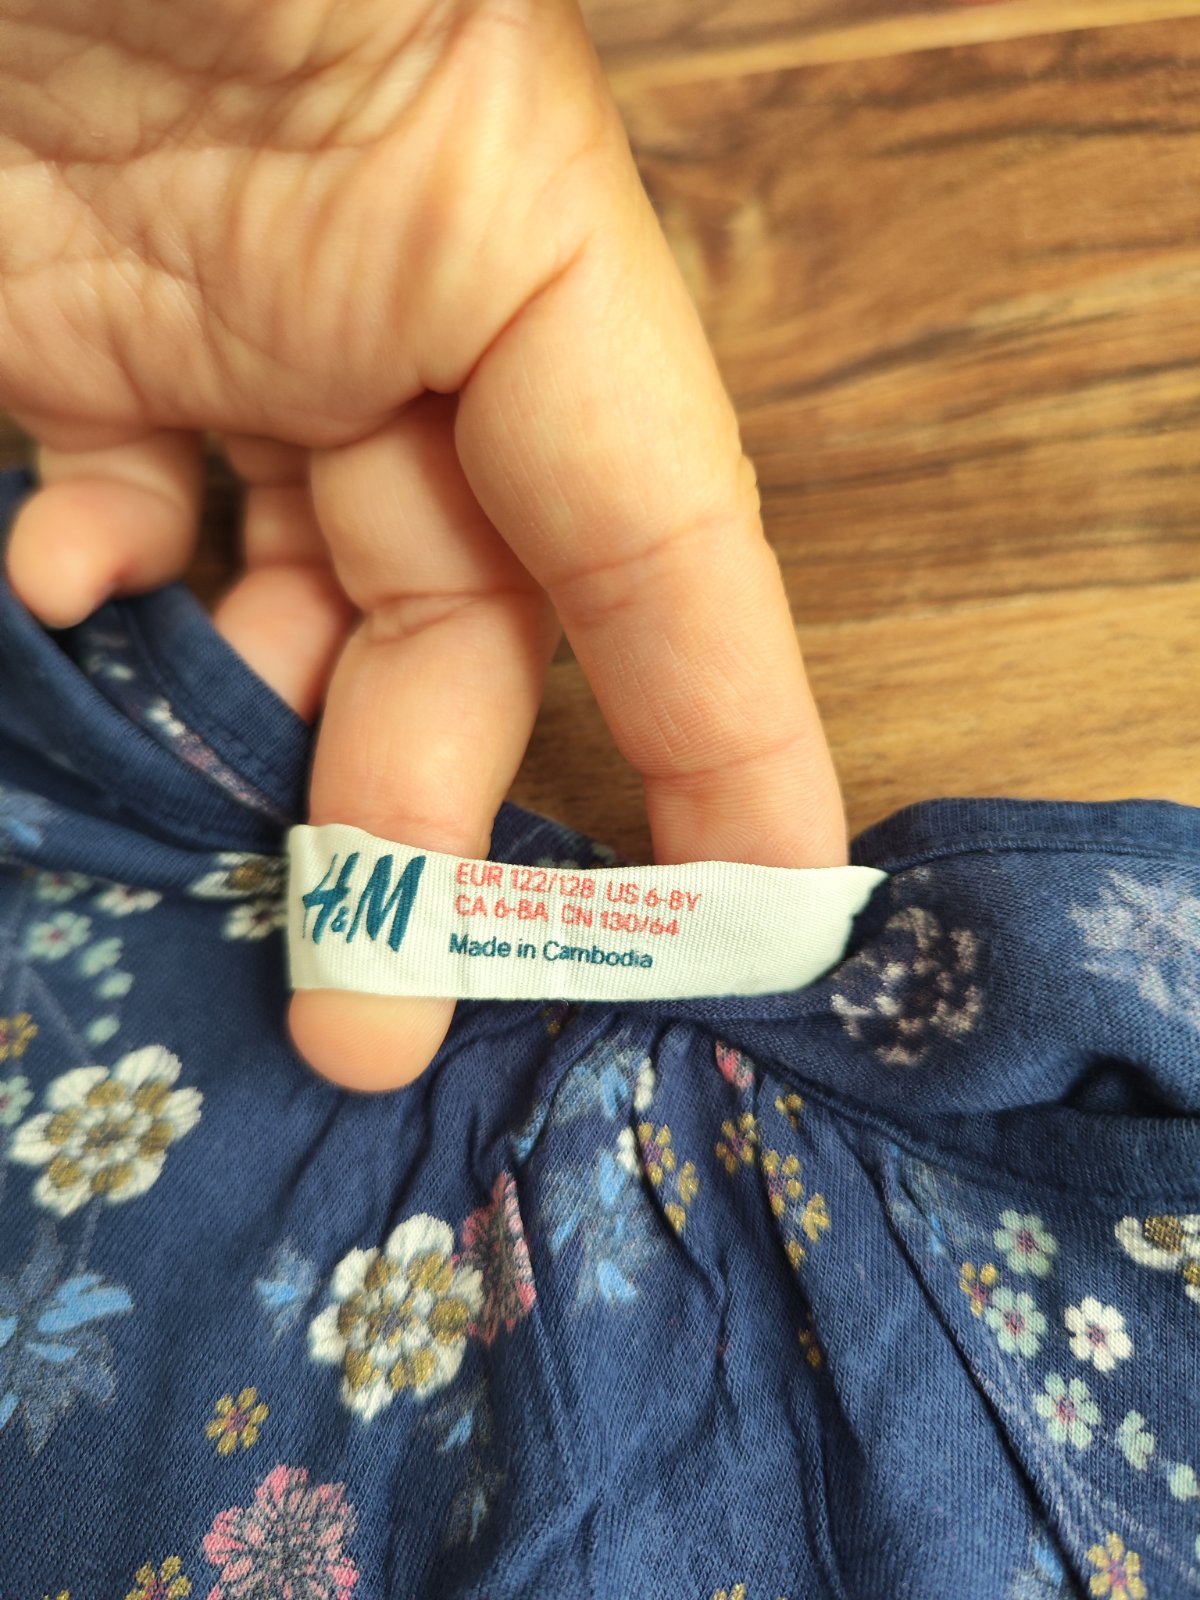 H&M
EUR 122/128 US 6-8Y
CA 6-8A CN 130/64
Made in Cambodia